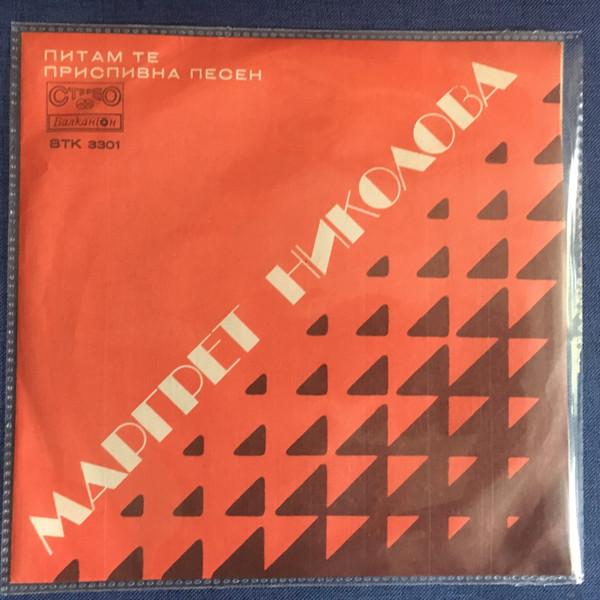 ПИТАМ ТЕ
ПРИСПИВНА ПЕСЕН
СТЕРЕО
Балкантон
ВТК 3301
МАРГРЕТ НИКОЛОВА